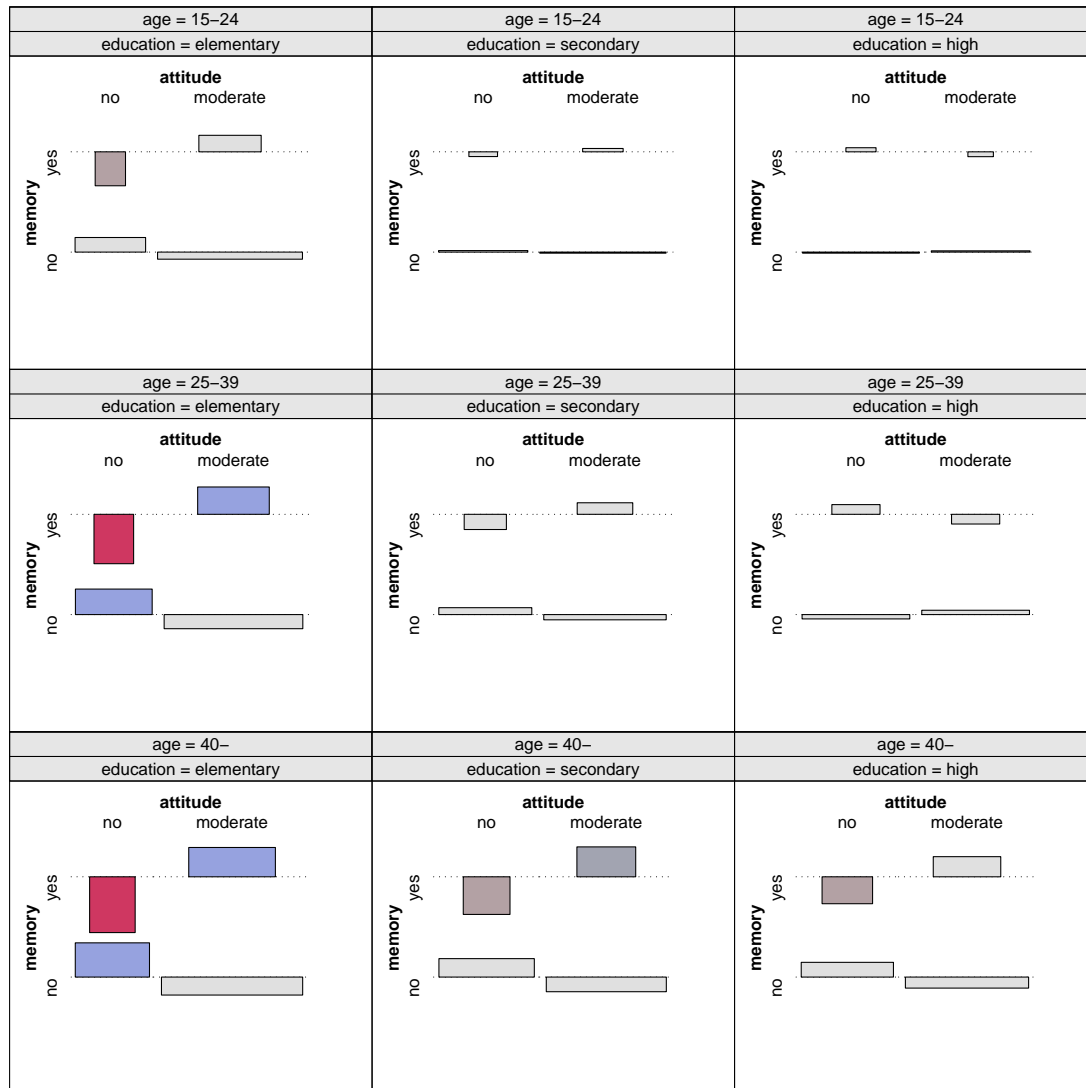 age = 15−24
education = elementary
attitude
no moderate
memory
yes
no
age = 15−24
education = secondary
attitude
no moderate
age = 15−24
education = high
attitude
no moderate
memory
yes
no
memory
yes
no
age = 25−39
education = elementary
attitude
no moderate
memory
yes
no
age = 25−39
education = secondary
attitude
no moderate
memory
yes
no
age = 25−39
education = high
attitude
no moderate
memory
yes
no
age = 40−
education = elementary
attitude
no moderate
memory
yes
no
age = 40−
education = secondary
attitude
no moderate
memory
yes
no
age = 40−
education = high
attitude
no moderate
memory
yes
no